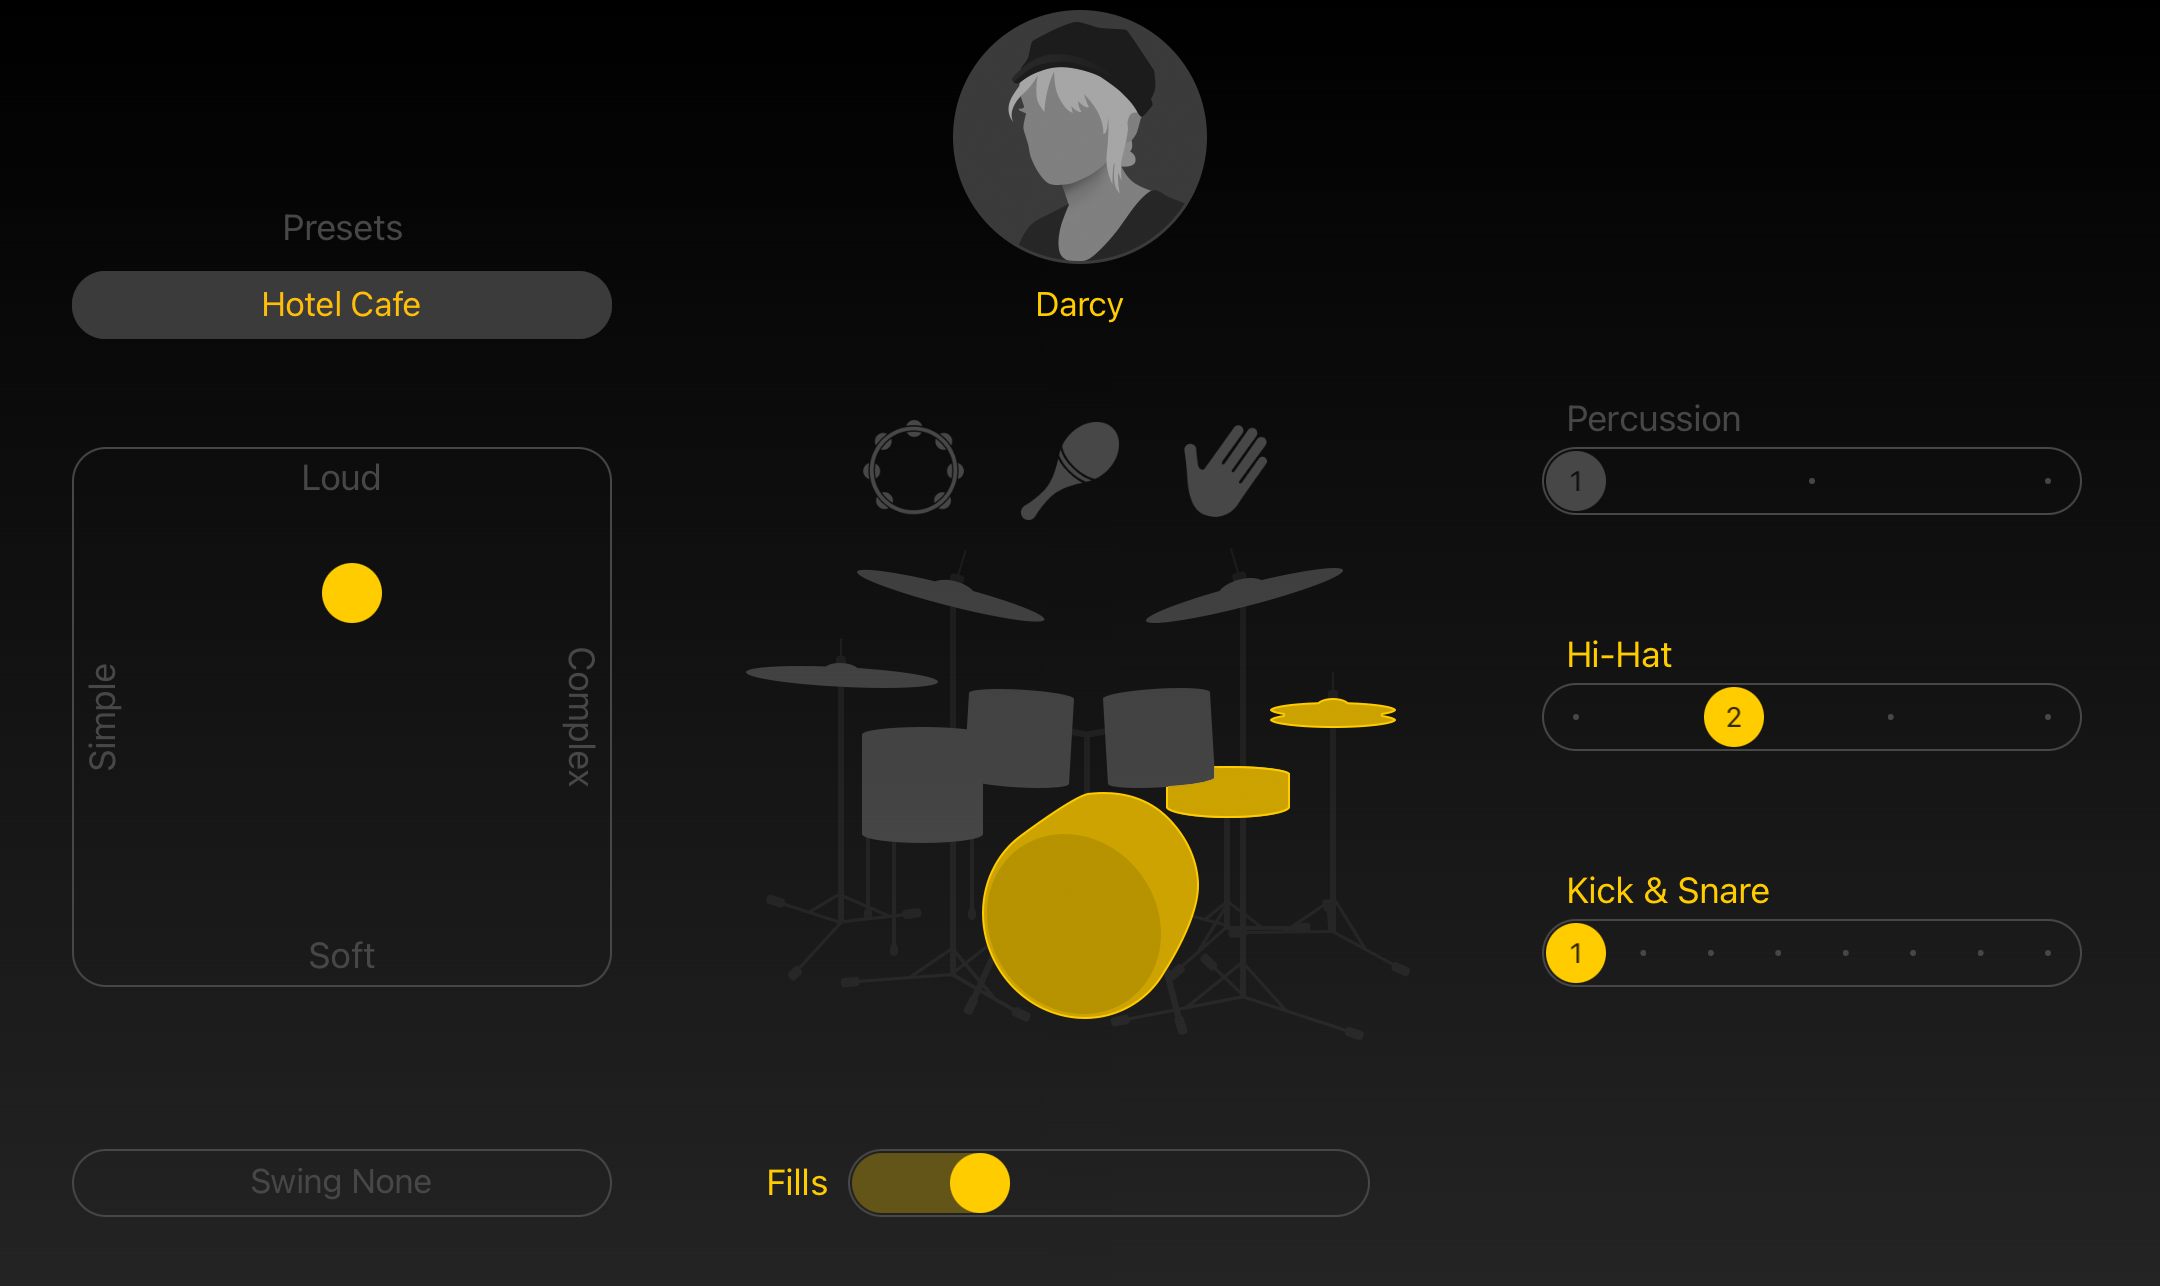 Presets
Hotel Cafe
Darcy
Loud
Simple
Complex
Soft
Percussion
1
Hi-Hat
2
Kick & Snare
1
Swing None
Fills